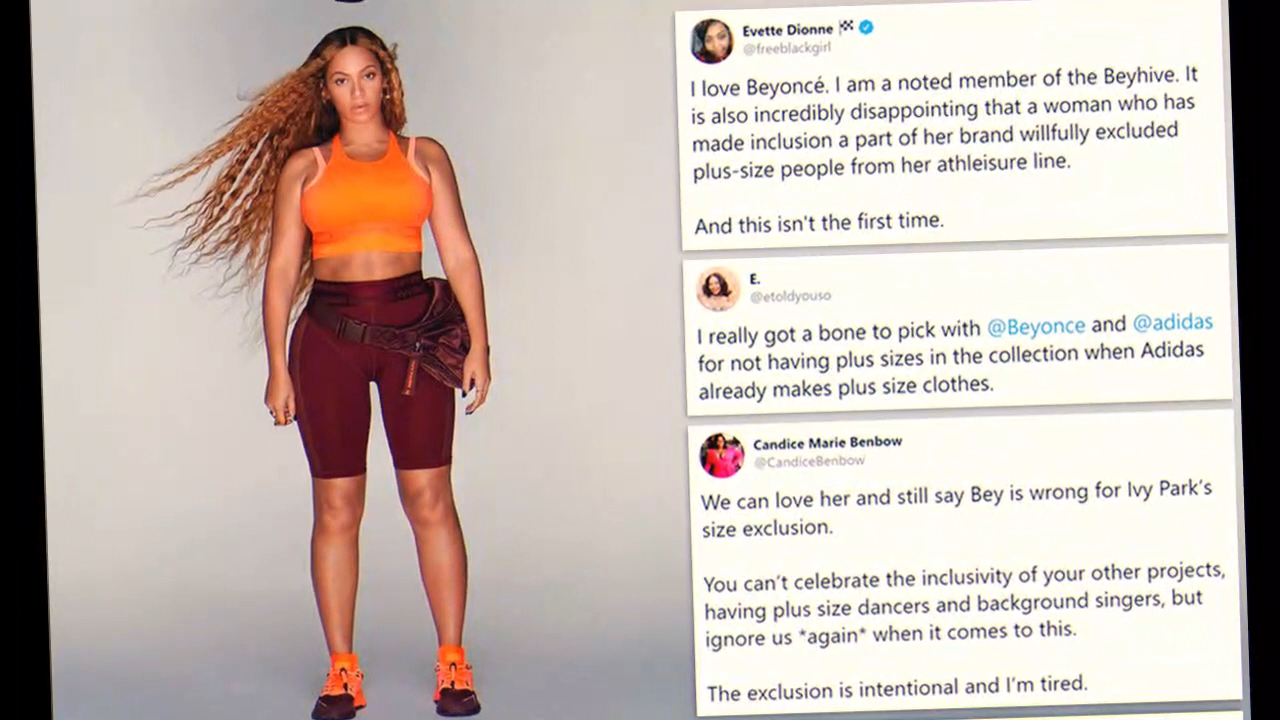 Evette Dionne
@freeblackgirl
I love Beyoncé. I am a noted member of the Beyhive. It
is also incredibly disappointing that a woman who has
made inclusion a part of her brand willfully excluded
plus-size people from her athleisure line.
And this isn't the first time.
E.
@etoldyouso
I really got a bone to pick with @Beyonce and @adidas
for not having plus sizes in the collection when Adidas
already makes plus size clothes.
Candice Marie Benbow
@CandiceBenbow
We can love her and still say Bey is wrong for Ivy Park's
size exclusion.
You can't celebrate the inclusivity of your other projects,
having plus size dancers and background singers, but
ignore us *again* when it comes to this.
The exclusion is intentional and I'm tired.